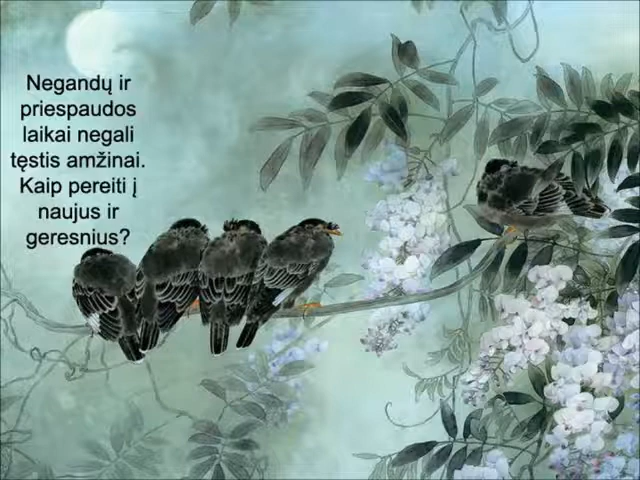 Negandų ir
priespaudos
laikai negali
tęstis amžinai.
Kaip pereiti į
naujus ir
geresnius?